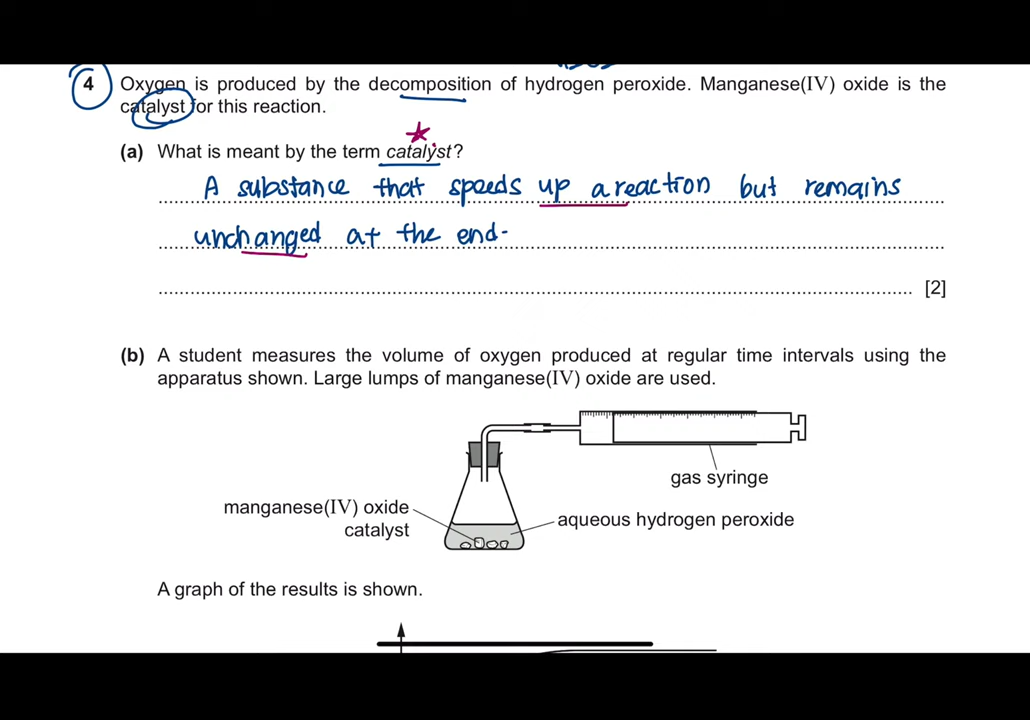 4 Oxygen is produced by the decomposition of hydrogen peroxide. Manganese(IV) oxide is the
catalyst for this reaction.
(a) What is meant by the term catalyst?
A substance that speeds up a reaction but remains
unchanged at the end.
[2]
(b) A student measures the volume of oxygen produced at regular time intervals using the
apparatus shown. Large lumps of manganese(IV) oxide are used.
gas syringe
manganese(IV) oxide
catalyst
aqueous hydrogen peroxide
A graph of the results is shown.